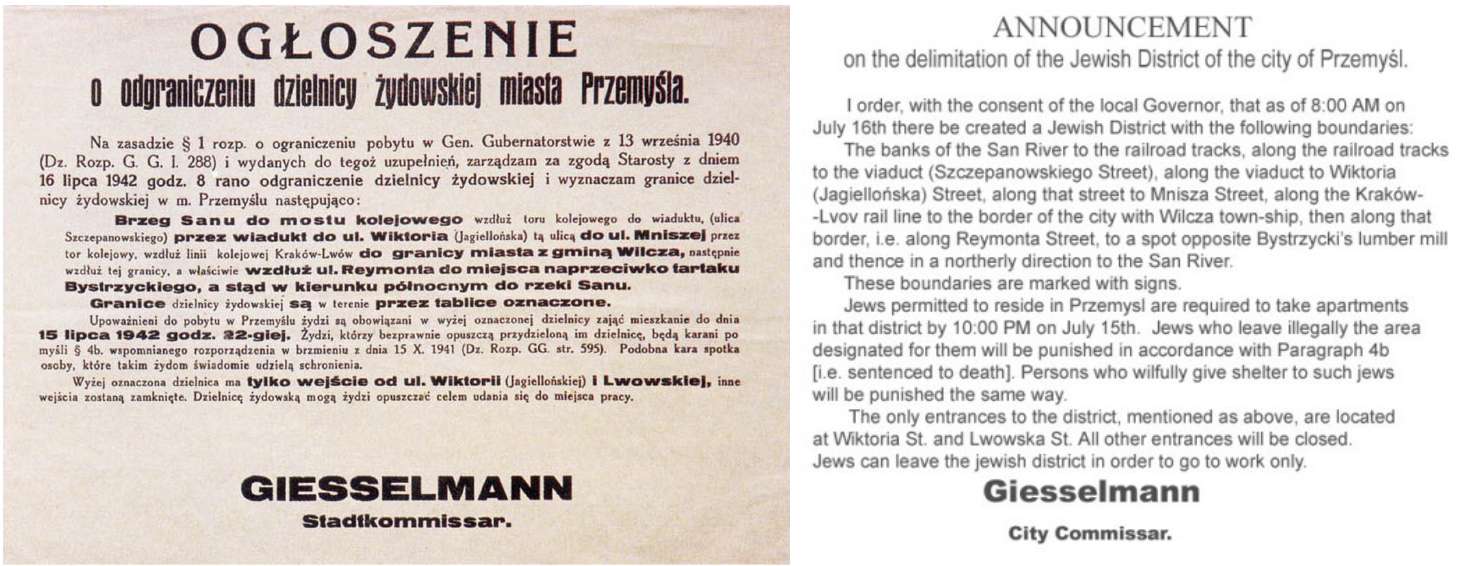 OGŁOSZENIE
o odgraniczeniu dzielnicy żydowskiej miasta Przemyśla.
Na zasadzie § 1 rozp. o ograniczeniu pobytu w Gen. Gubernatorstwie z 13 września 1940
(Dz. Rozp. G. G. I. 288) i wydanych do tegoż uzupełnień, zarządzam za zgodą Starosty z dniem
16 lipca 1942 godz. 8 rano odgraniczenie dzielnicy żydowskiej i wyznaczam granice dziel-
nicy żydowskiej w m. Przemyślu następująco:
Brzeg Sanu do mostu kolejowego wzdłuż toru kolejowego do wiaduktu, (ulica
Szczepanowskiego) przez wiadukt do ul. Wiktoria (Jagiellońska) tą ulicą do ul. Mniszej przez
tor kolejowy, wzdłuż linii kolejowej Kraków-Lwów do granicy miasta z gminą Wilcza, następnie
wzdłuż tej granicy, a właściwie wzdłuż ul. Reymonta do miejsca naprzeciwko tartaku
Bystrzyckiego, a stąd w kierunku północnym do rzeki Sanu.
Granice dzielnicy żydowskiej są w terenie przez tablice oznaczone.
Upoważnieni do pobytu w Przemyślu żydzi są obowiązani w wyżej oznaczonej dzielnicy zająć mieszkanie do dnia
15 lipca 1942 godz. 22-giej. Żydzi, którzy bezprawnie opuszczą przydzieloną im dzielnicę, będą karani po
myśli § 4b. wspomnianego rozporządzenia w brzmieniu z dnia 15 X. 1941 (Dz. Rozp. GG. str. 595). Podobna kara spotka
osoby, które takim żydom świadomie udzielą schronienia.
Wyżej oznaczona dzielnica ma tylko wejście od ul. Wiktorii (Jagiellońskiej) i Lwowskiej, inne
wejścia zostaną zamknięte. Dzielnicę żydowską mogą żydzi opuszczać celem udania się do miejsca pracy.
GIESSELMANN
Stadtkommissar.
ANNOUNCEMENT
on the delimitation of the Jewish District of the city of Przemyśl.
I order, with the consent of the local Governor, that as of 8:00 AM on
July 16th there be created a Jewish District with the following boundaries:
The banks of the San River to the railroad tracks, along the railroad tracks
to the viaduct (Szczepanowskiego Street), along the viaduct to Wiktoria
(Jagiellońska) Street, along that street to Mnisza Street, along the Kraków-
-Lvov rail line to the border of the city with Wilcza town-ship, then along that
border, i.e. along Reymonta Street, to a spot opposite Bystrzycki's lumber mill
and thence in a northerly direction to the San River.
These boundaries are marked with signs.
Jews permitted to reside in Przemysl are required to take apartments
in that district by 10:00 PM on July 15th. Jews who leave illegally the area
designated for them will be punished in accordance with Paragraph 4b
[i.e. sentenced to death]. Persons who wilfully give shelter to such jews
will be punished the same way.
The only entrances to the district, mentioned as above, are located
at Wiktoria St. and Lwowska St. All other entrances will be closed.
Jews can leave the jewish district in order to go to work only.
Giesselmann
City Commissar.